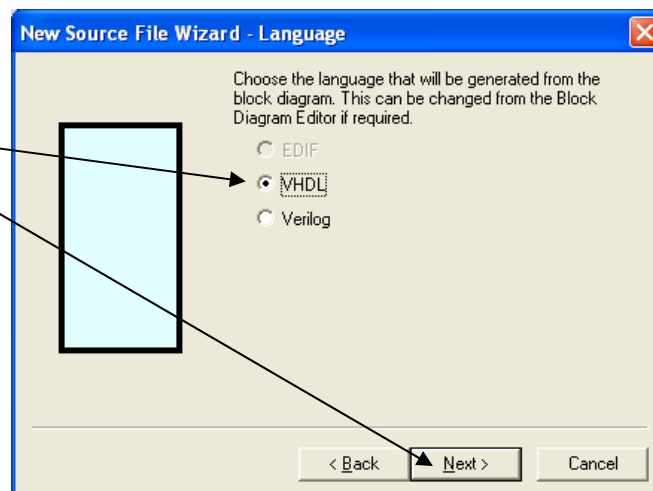 New Source File Wizard - Language
Choose the language that will be generated from the
block diagram. This can be changed from the Block
Diagram Editor if required.
EDIF
VHDL
Verilog
< Back Next > Cancel